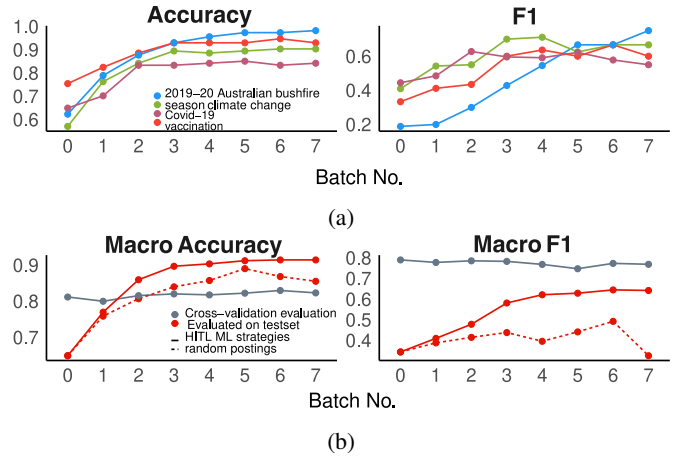 Accuracy
F1
1.0
0.9
0.8
0.7
0.6
2019−20 Australian bushfire
season climate change
Covid−19
vaccination
0 1 2 3 4 5 6 7
0.6
0.4
0.2
0 1 2 3 4 5 6 7
Batch No.
(a)
Macro Accuracy
Macro F1
0.9
0.8
0.7
0 1 2 3 4 5 6 7
0.8
0.7
0.6
0.5
0.4
Cross−validation evaluation
Evaluated on testset
HITL ML strategies
random postings
0 1 2 3 4 5 6 7
Batch No.
(b)